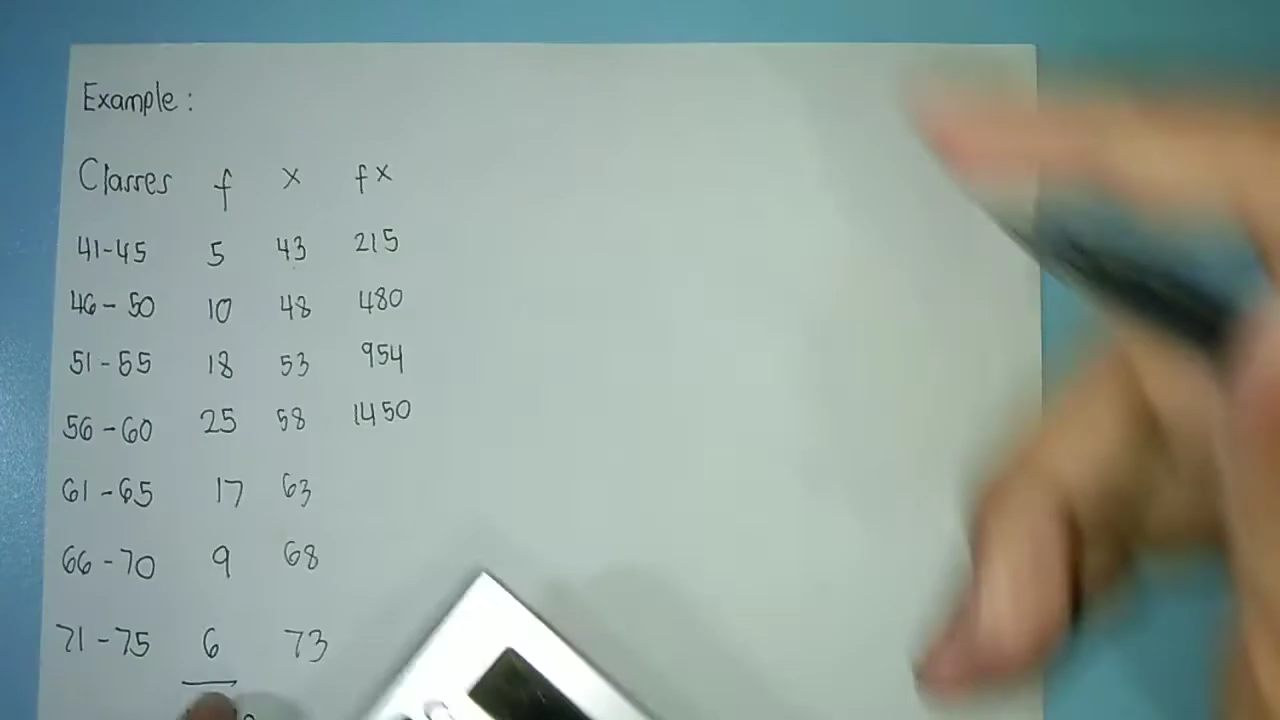 Example:
Classes f x fx
41-45 5 43 215
46-50 10 48 480
51-55 18 53 954
56-60 25 58 1450
61-65 17 63
66-70 9 68
71-75 6 73